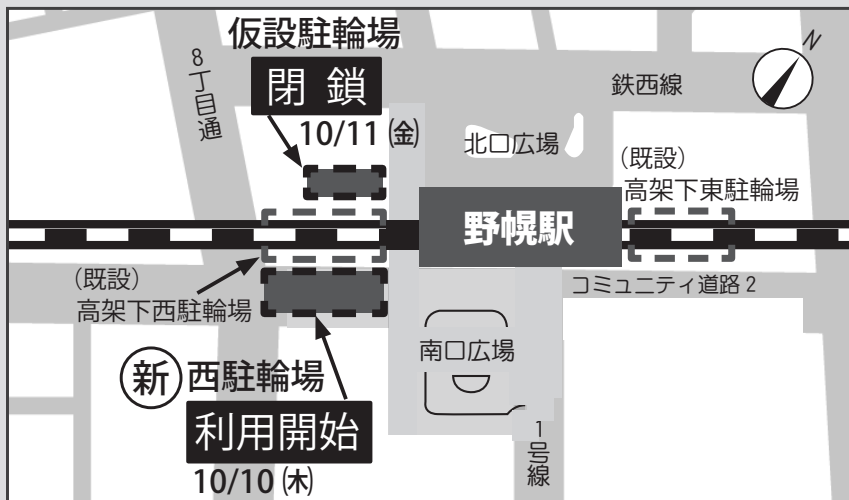 仮設駐輪場
閉鎖
10/11 ㈮
8丁目通
N
鉄西線
北口広場
(既設)
高架下東駐輪場
野幌駅
(既設)
高架下西駐輪場
コミュニティ道路2
南口広場
新 西駐輪場
利用開始
10/10 ㈭
1号線